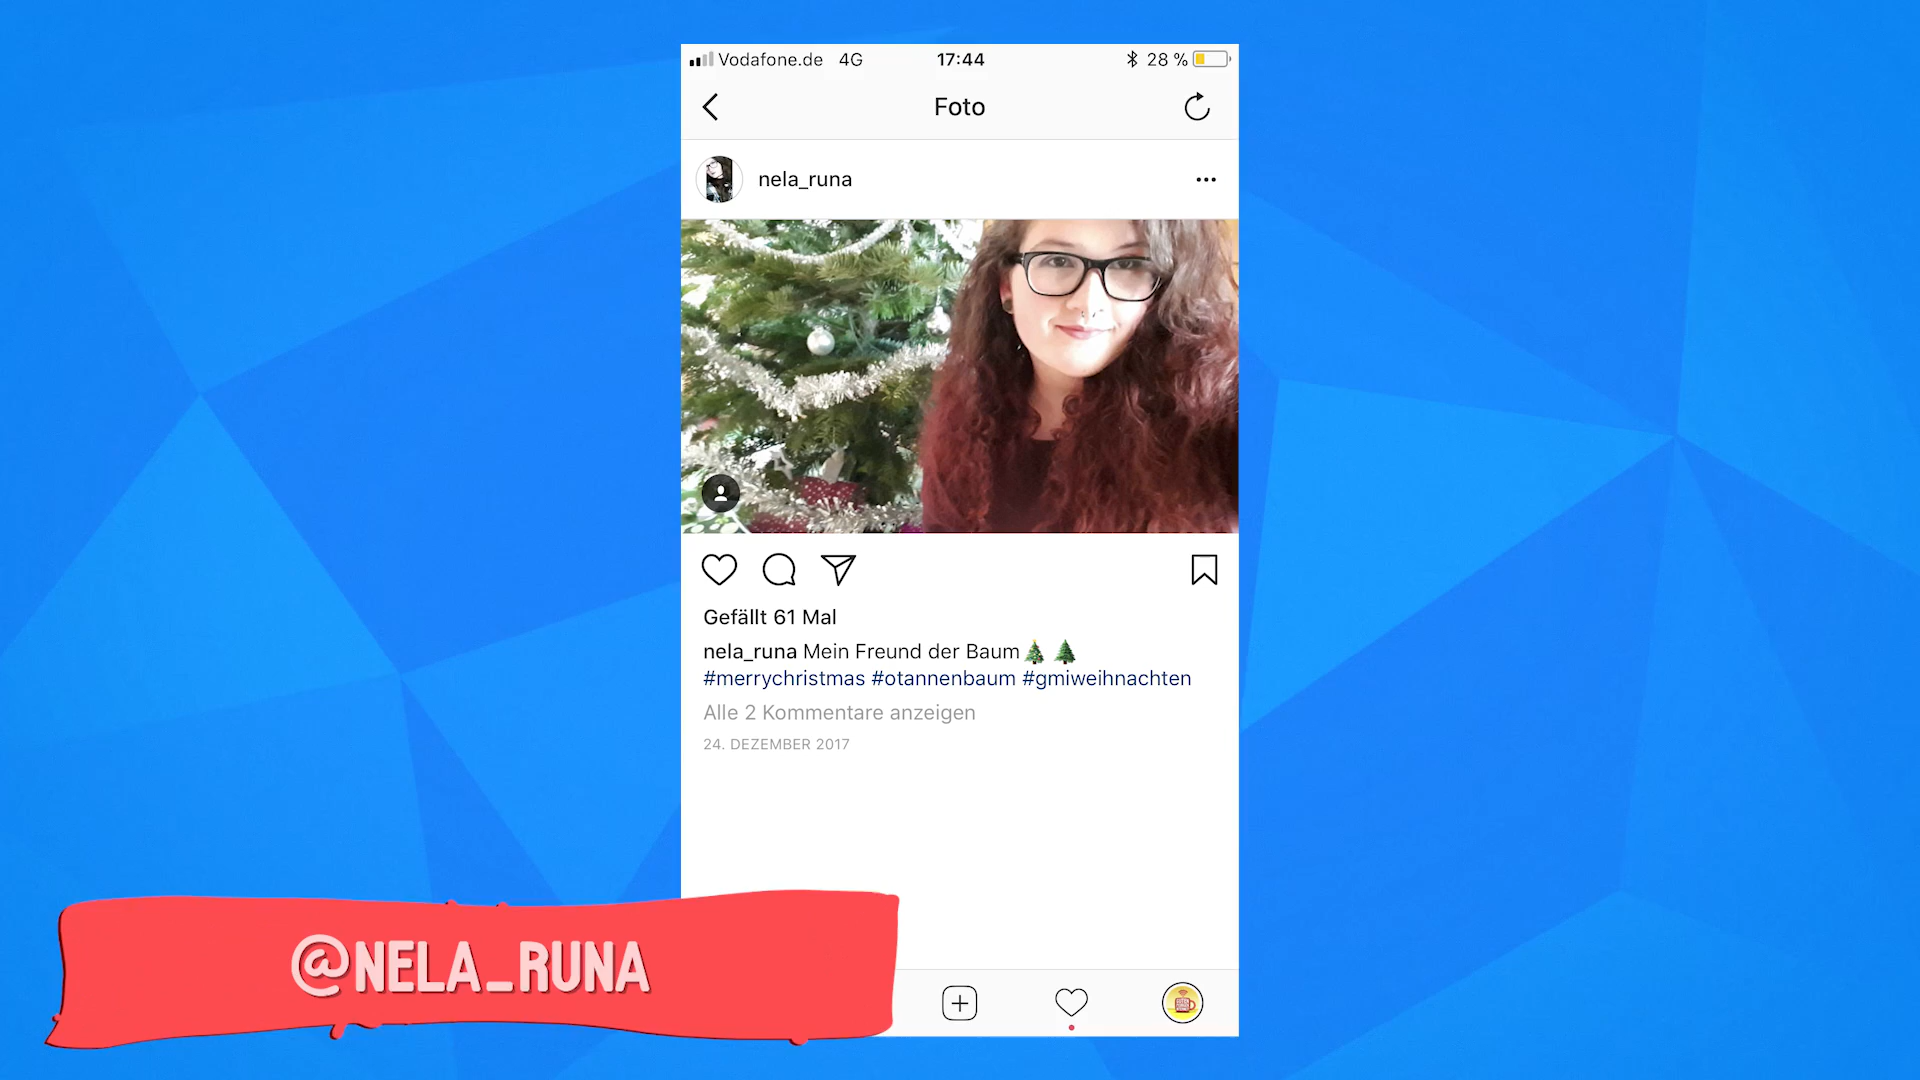 Vodafone.de 4G 17:44 28 %
Foto
nela_runa
Gefällt 61 Mal
nela_runa Mein Freund der Baum🎄 🌲
#merrychristmas #otannenbaum #gmiweihnachten
Alle 2 Kommentare anzeigen
24. DEZEMBER 2017
@NELA_RUNA